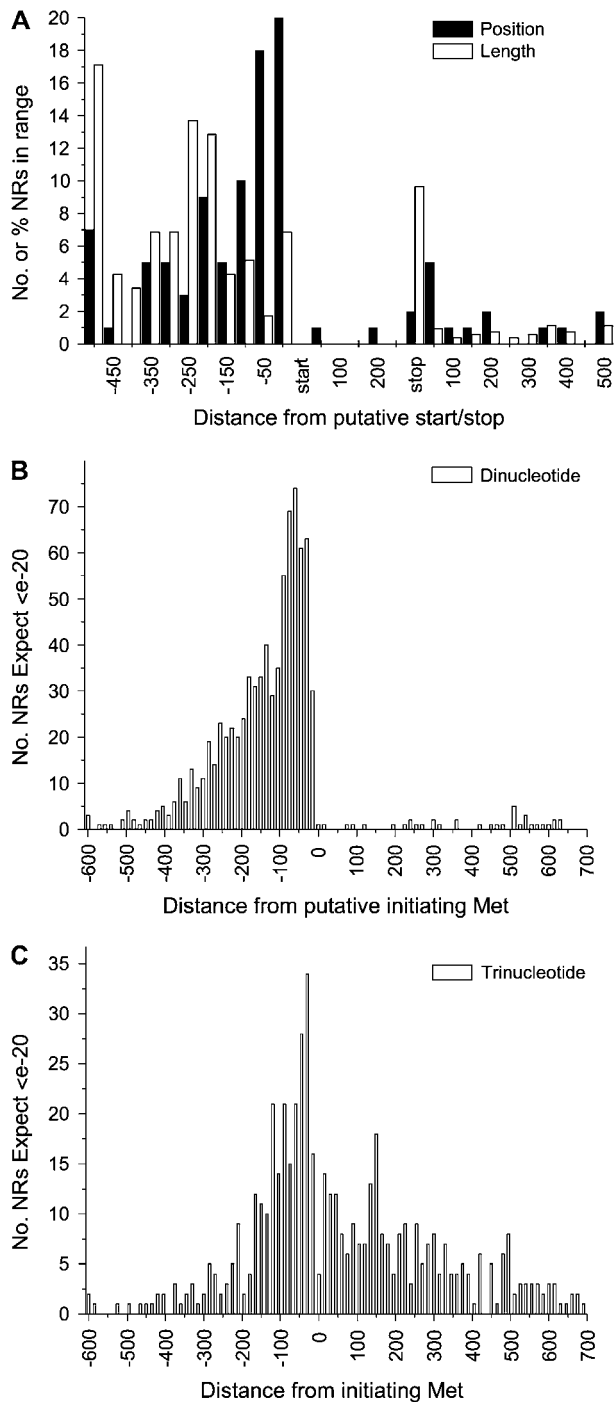 A
Position
Length
No. or % NRs in range
20
18
16
14
12
10
8
6
4
2
0
-450 -350 -250 -150 -50 start 100 200 stop 100 200 300 400 500
Distance from putative start/stop
B
Dinucleotide
No. NRs Expect <e-20
70
60
50
40
30
20
10
0
-600 -500 -400 -300 -200 -100 0 100 200 300 400 500 600 700
Distance from putative initiating Met
C
Trinucleotide
No. NRs Expect <e-20
35
30
25
20
15
10
5
0
-600 -500 -400 -300 -200 -100 0 100 200 300 400 500 600 700
Distance from initiating Met